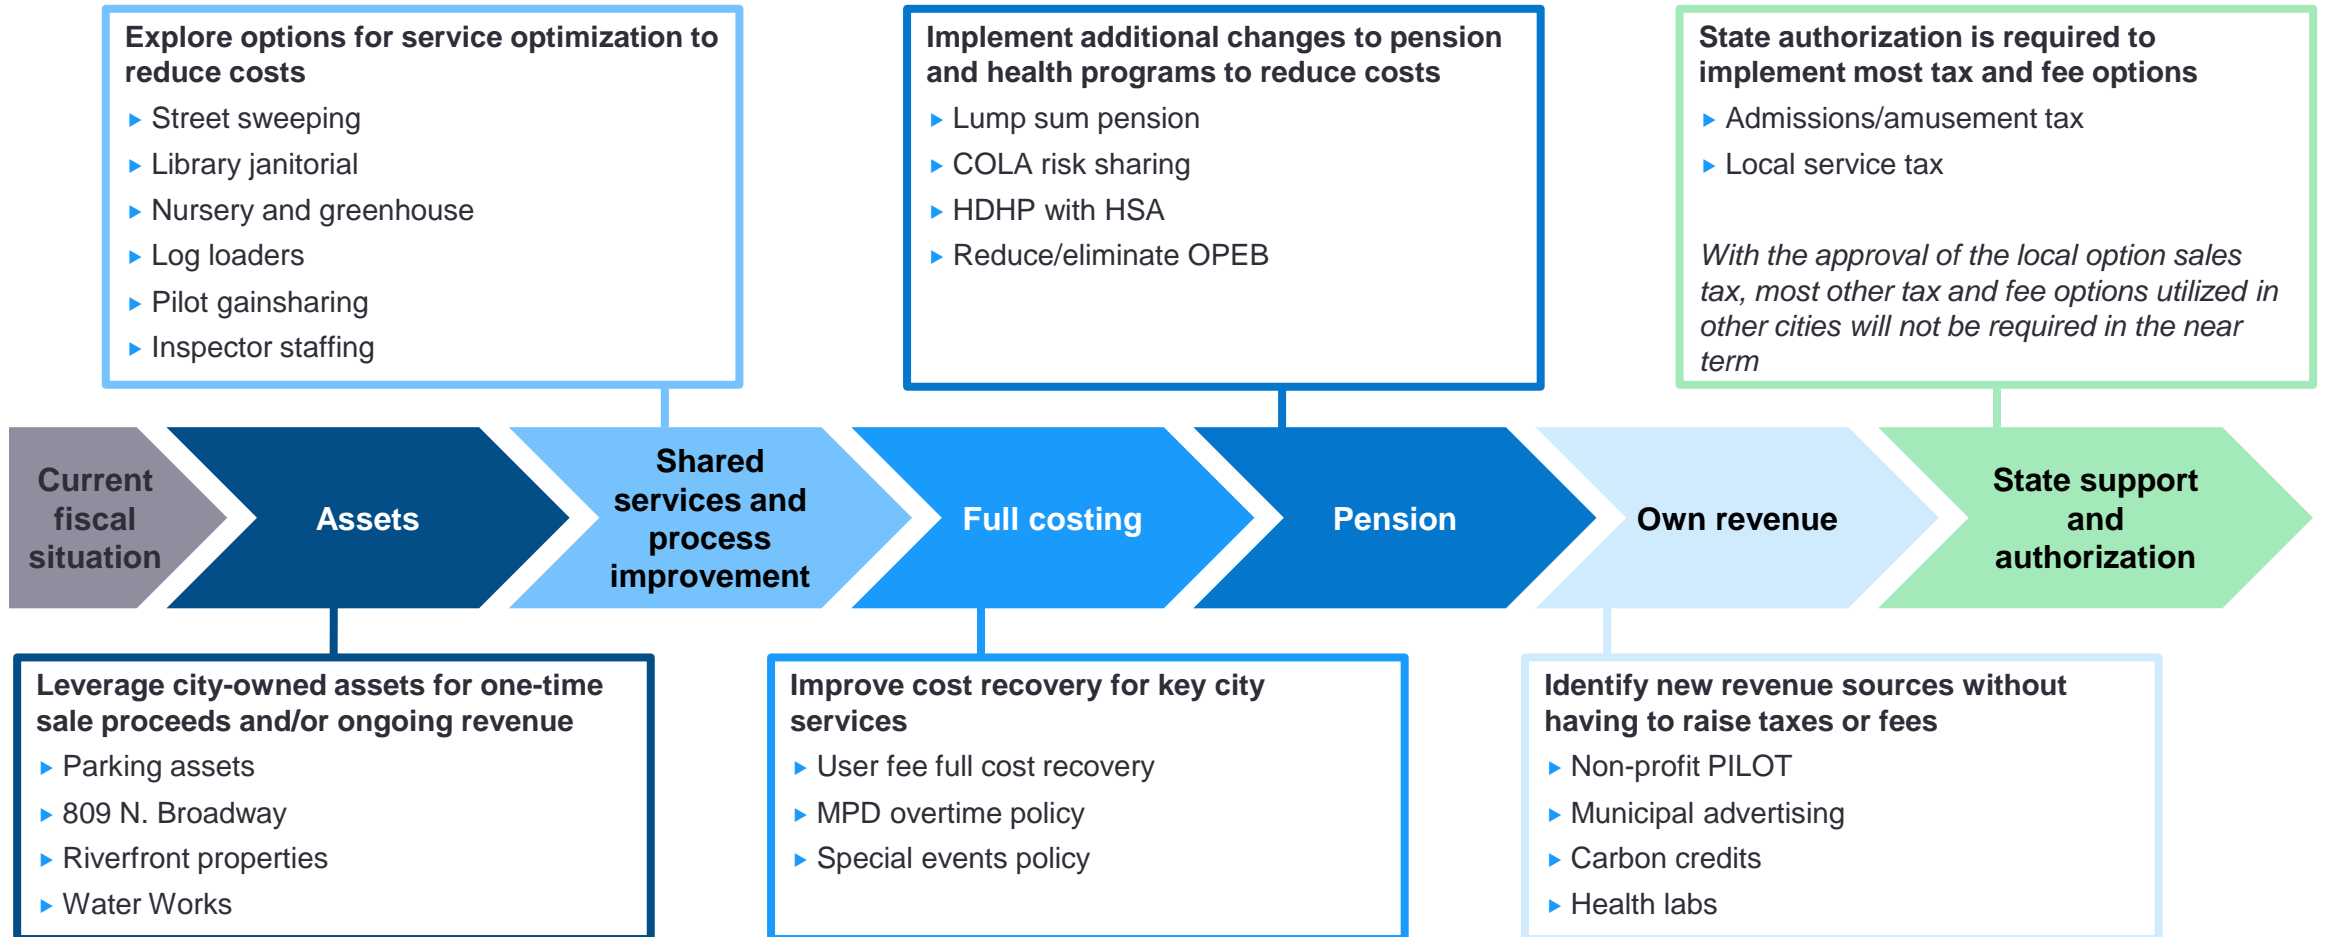 Explore options for service optimization to
reduce costs
Street sweeping
Library janitorial
Nursery and greenhouse
Log loaders
Pilot gainsharing
Inspector staffing
Implement additional changes to pension
and health programs to reduce costs
Lump sum pension
COLA risk sharing
HDHP with HSA
Reduce/eliminate OPEB
State authorization is required to
implement most tax and fee options
Admissions/amusement tax
Local service tax
With the approval of the local option sales
tax, most other tax and fee options utilized in
other cities will not be required in the near
term
Current
fiscal
situation
Assets
Shared
services and
process
improvement
Full costing
Pension
Own revenue
State support
and
authorization
Leverage city-owned assets for one-time
sale proceeds and/or ongoing revenue
Parking assets
809 N. Broadway
Riverfront properties
Water Works
Improve cost recovery for key city
services
User fee full cost recovery
MPD overtime policy
Special events policy
Identify new revenue sources without
having to raise taxes or fees
Non-profit PILOT
Municipal advertising
Carbon credits
Health labs